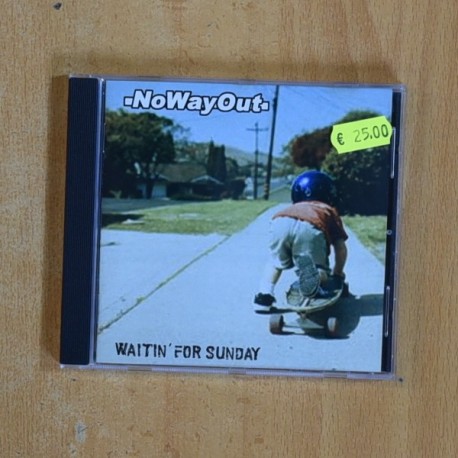 -NoWayOut-
€ 25.00
WAITIN' FOR SUNDAY